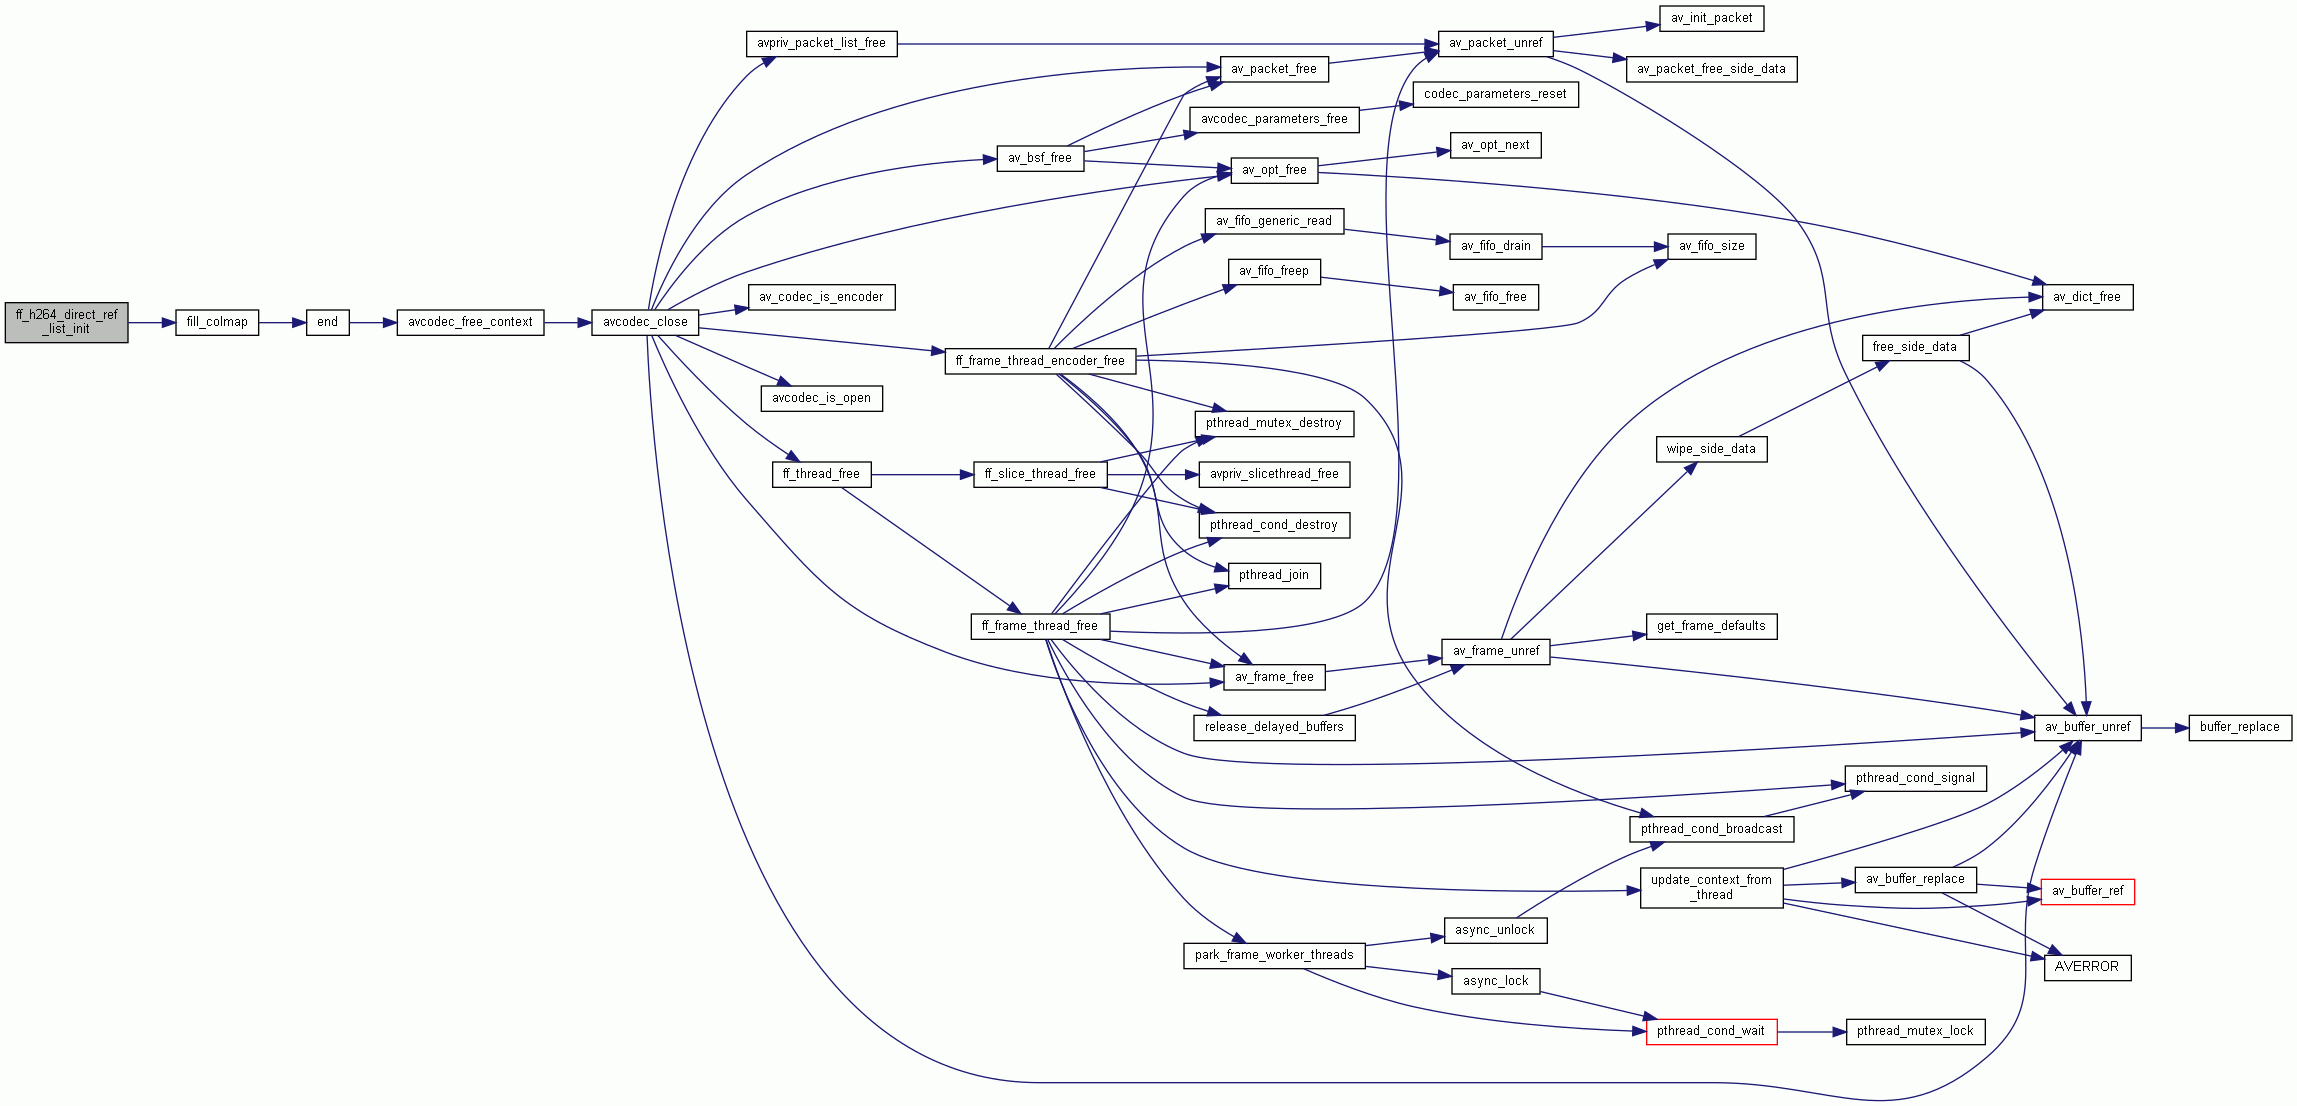 ff_h264_direct_ref
_list_init
fill_colmap
end
avcodec_free_context
avcodec_close
avpriv_packet_list_free
av_packet_free
av_bsf_free
avcodec_parameters_free
codec_parameters_reset
av_packet_unref
av_init_packet
av_packet_free_side_data
av_opt_free
av_opt_next
av_fifo_generic_read
av_fifo_drain
av_fifo_size
av_fifo_freep
av_fifo_free
av_codec_is_encoder
ff_frame_thread_encoder_free
avcodec_is_open
pthread_mutex_destroy
ff_thread_free
ff_slice_thread_free
avpriv_slicethread_free
pthread_cond_destroy
pthread_join
ff_frame_thread_free
av_frame_free
release_delayed_buffers
av_frame_unref
get_frame_defaults
wipe_side_data
free_side_data
av_dict_free
av_buffer_unref
buffer_replace
pthread_cond_signal
pthread_cond_broadcast
update_context_from
_thread
av_buffer_replace
av_buffer_ref
AVERROR
park_frame_worker_threads
async_unlock
async_lock
pthread_cond_wait
pthread_mutex_lock